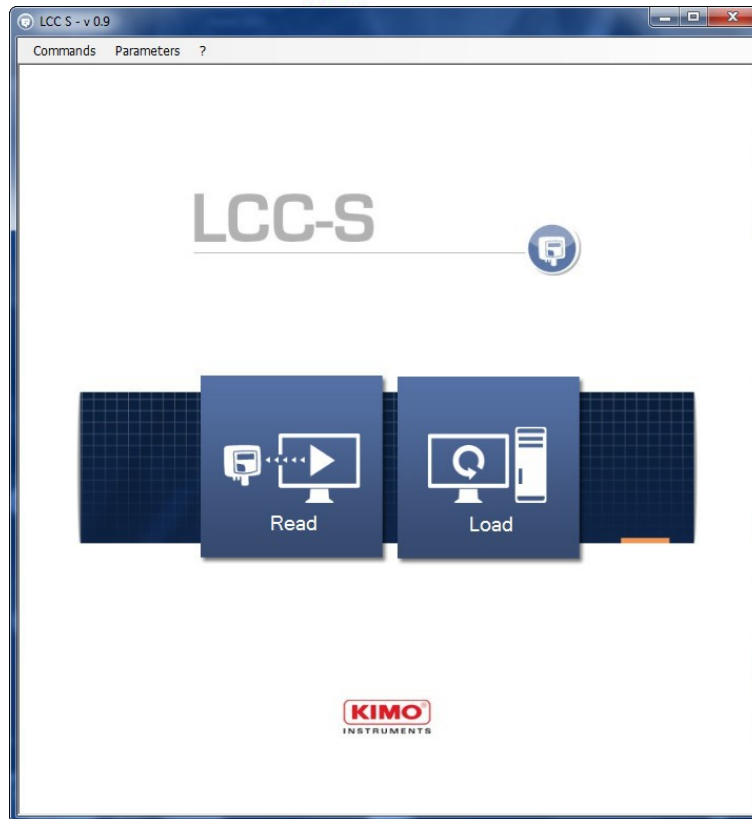 LCC S - v 0.9
Commands Parameters ?
LCC-S
Read Load
KIMO®
INSTRUMENTS